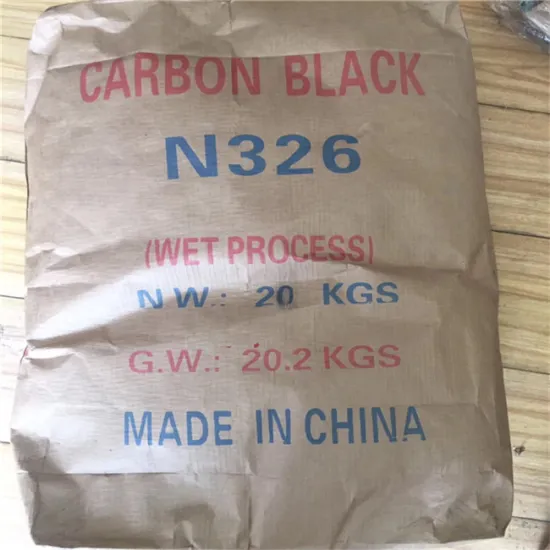 CARBON BLACK
N326
(WET PROCESS)
N W.: 20 KGS
G.W.: 20.2 KGS
MADE IN CHINA